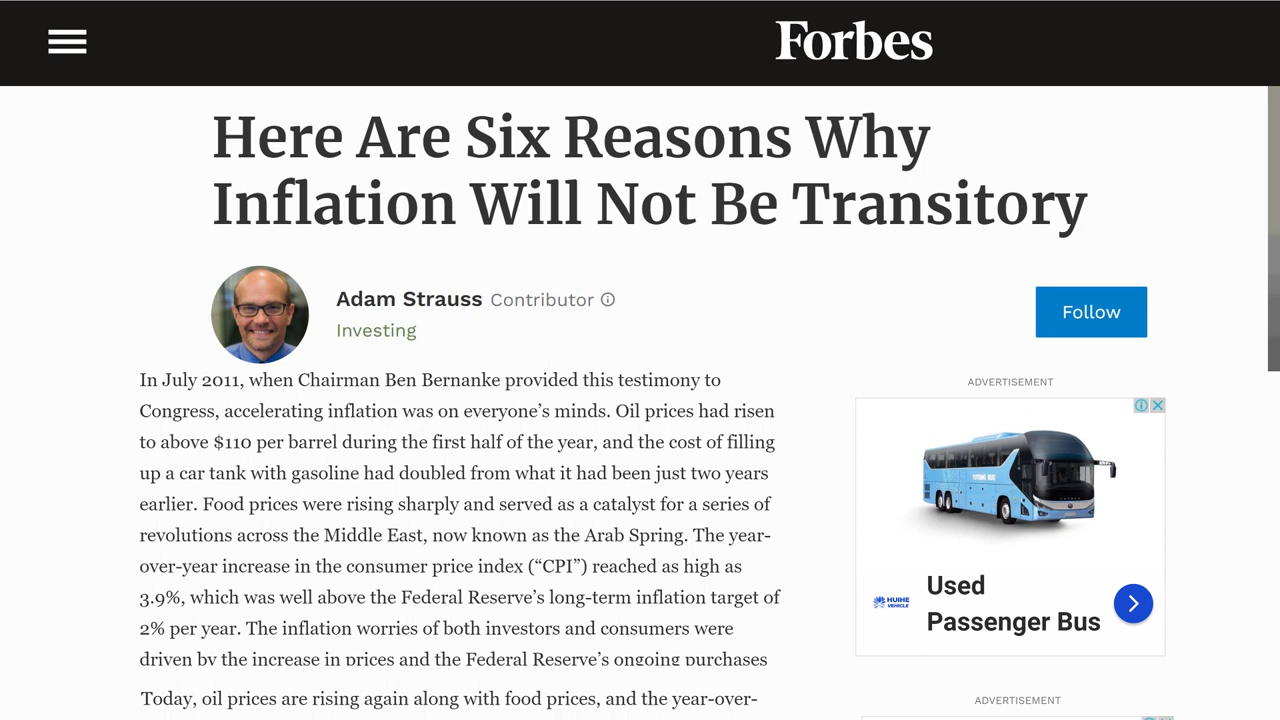 Forbes
Here Are Six Reasons Why
Inflation Will Not Be Transitory
Adam Strauss Contributor
Investing
Follow
In July 2011, when Chairman Ben Bernanke provided this testimony to
Congress, accelerating inflation was on everyone’s minds. Oil prices had risen
to above $110 per barrel during the first half of the year, and the cost of filling
up a car tank with gasoline had doubled from what it had been just two years
earlier. Food prices were rising sharply and served as a catalyst for a series of
revolutions across the Middle East, now known as the Arab Spring. The year-
over-year increase in the consumer price index (“CPI”) reached as high as
3.9%, which was well above the Federal Reserve’s long-term inflation target of
2% per year. The inflation worries of both investors and consumers were
driven by the increase in prices and the Federal Reserve’s ongoing purchases
Today, oil prices are rising again along with food prices, and the year-over-
ADVERTISEMENT
HUIHE
VEHICLE
Used
Passenger Bus
ADVERTISEMENT